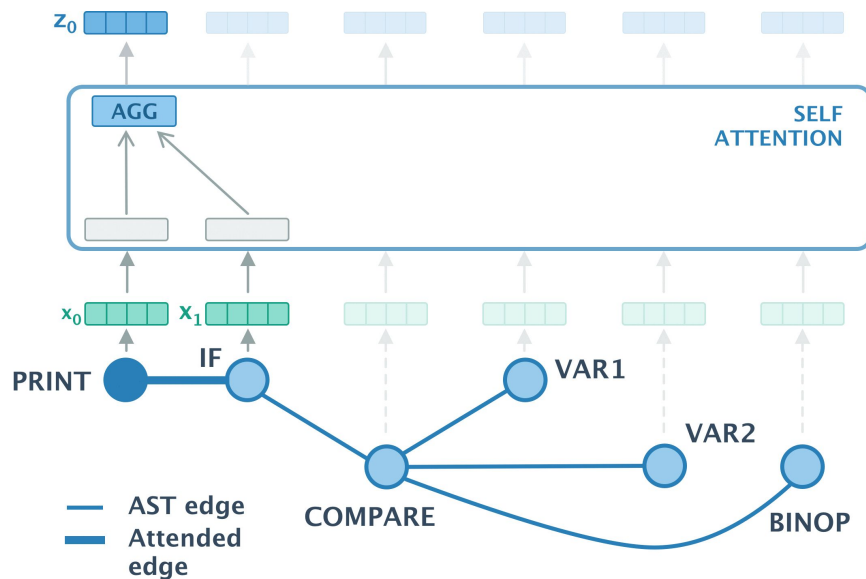 z₀
AGG
SELF
ATTENTION
x₀
x₁
IF
PRINT
VAR1
VAR2
COMPARE
BINOP
AST edge
Attended
edge